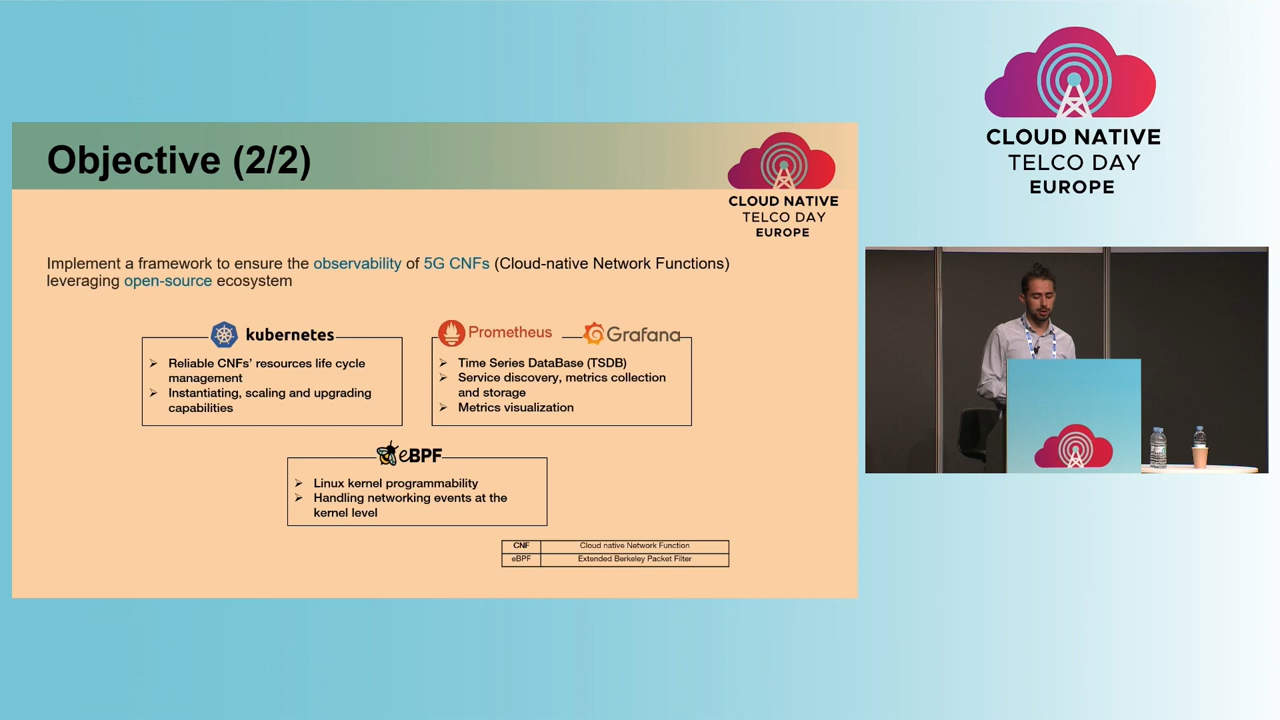 CLOUD NATIVE
TELCO DAY
EUROPE
Objective (2/2)
CLOUD NATIVE
TELCO DAY
EUROPE
Implement a framework to ensure the observability of 5G CNFs (Cloud-native Network Functions)
leveraging open-source ecosystem
kubernetes
Reliable CNFs' resources life cycle
management
Instantiating, scaling and upgrading
capabilities
Prometheus
Grafana
Time Series DataBase (TSDB)
Service discovery, metrics collection
and storage
Metrics visualization
eBPF
Linux kernel programmability
Handling networking events at the
kernel level
CNF Cloud native Network Function
eBPF Extended Berkeley Packet Filter